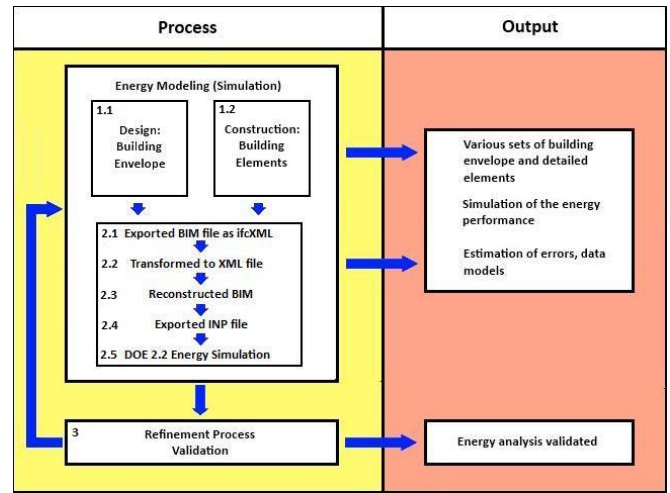 Process
Output
Energy Modeling (Simulation)
1.1
Design:
Building
Envelope
1.2
Construction:
Building
Elements
2.1 Exported BIM file as ifcXML
2.2 Transformed to XML file
2.3 Reconstructed BIM
2.4 Exported INP file
2.5 DOE 2.2 Energy Simulation
Various sets of building
envelope and detailed
elements
Simulation of the energy
performance
Estimation of errors, data
models
3 Refinement Process
Validation
Energy analysis validated